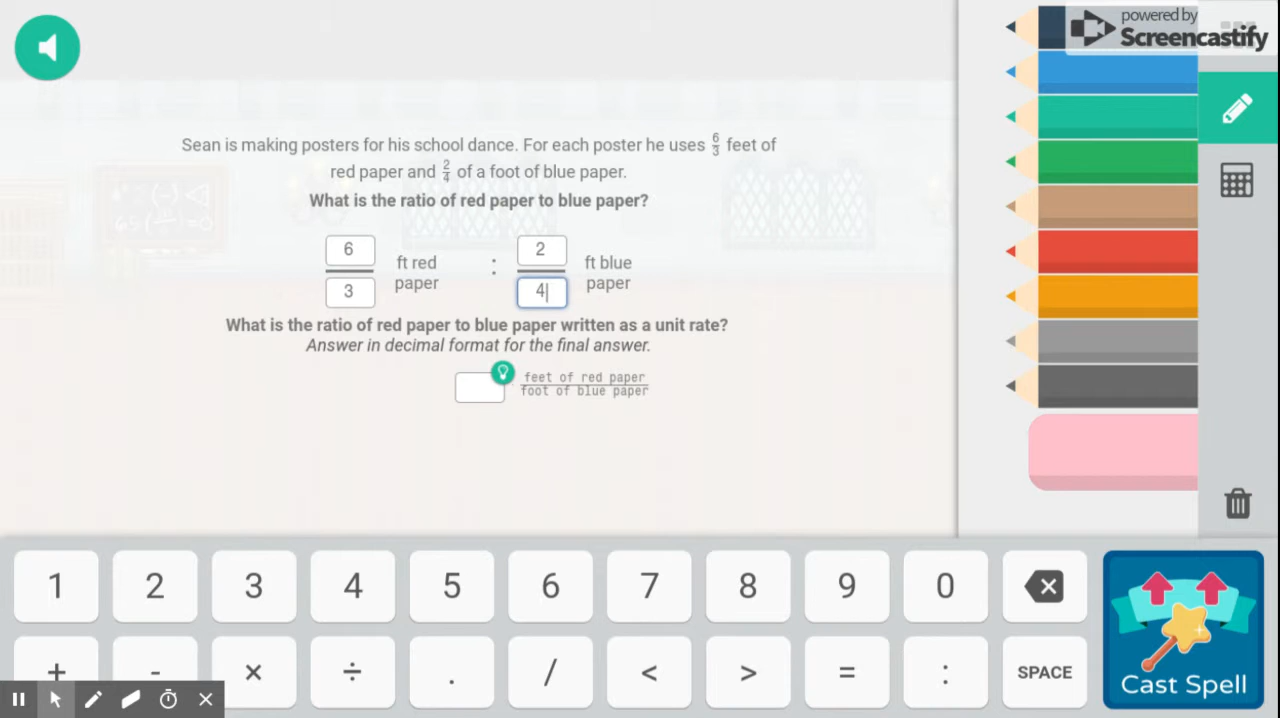 powered by
Screencastify
Sean is making posters for his school dance. For each poster he uses 6/3 feet of
red paper and 2/4 of a foot of blue paper.
What is the ratio of red paper to blue paper?
6 2
ft red : ft blue
paper paper
3 4
What is the ratio of red paper to blue paper written as a unit rate?
Answer in decimal format for the final answer.
feet of red paper
foot of blue paper
1 2 3 4 5 6 7 8 9 0
+ - × ÷ . / < > = : SPACE
Cast Spell